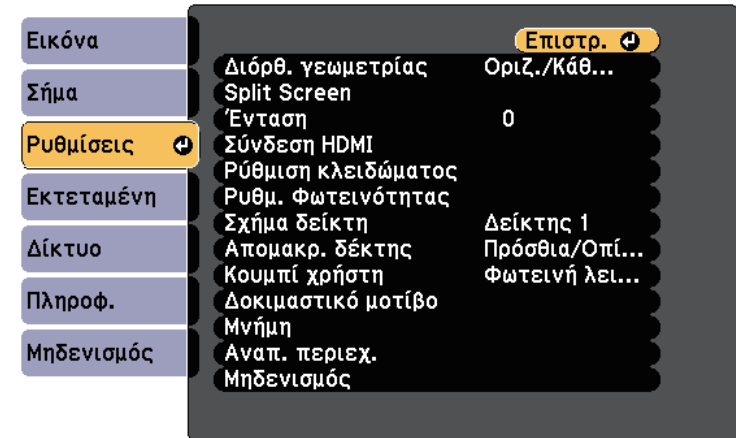 Εικόνα
Σήμα
Ρυθμίσεις
Εκτεταμένη
Δίκτυο
Πληροφ.
Μηδενισμός
Επιστρ.
Διόρθ. γεωμετρίας Οριζ./Κάθ...
Split Screen
Ένταση 0
Σύνδεση HDMI
Ρύθμιση κλειδώματος
Ρυθμ. Φωτεινότητας
Σχήμα δείκτη Δείκτης 1
Απομακρ. δέκτης Πρόσθια/Οπί...
Κουμπί χρήστη Φωτεινή λει...
Δοκιμαστικό μοτίβο
Μνήμη
Αναπ. περιεχ.
Μηδενισμός